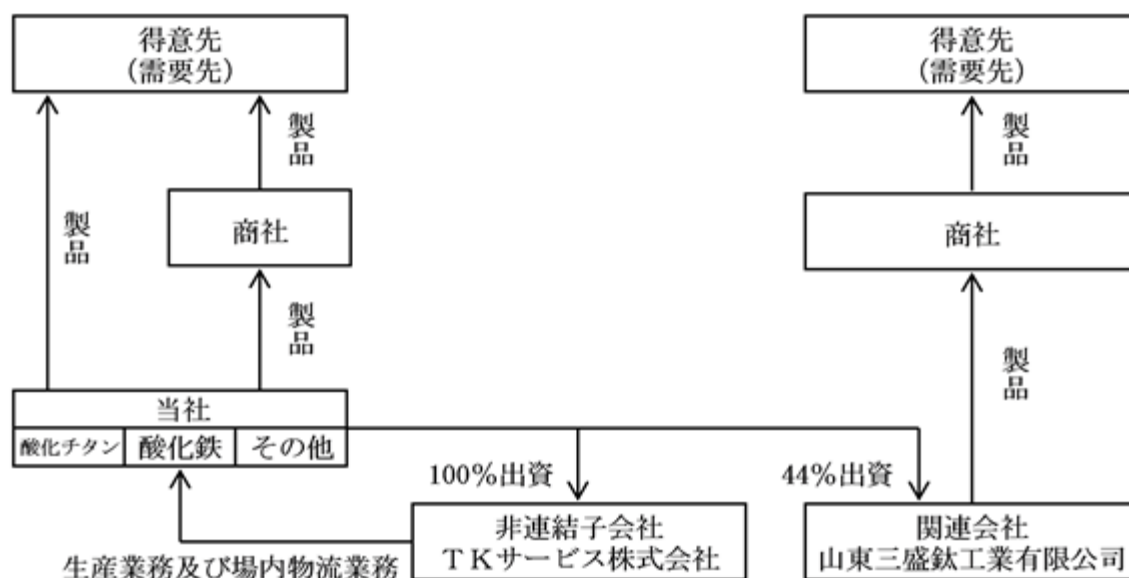 得意先
(需要先)
得意先
(需要先)
製品
製品
製品
商社
商社
製品
製品
当社
酸化チタン 酸化鉄 その他
100%出資
44%出資
非連結子会社
TKサービス株式会社
関連会社
山東三盛鈦工業有限公司
生産業務及び場内物流業務